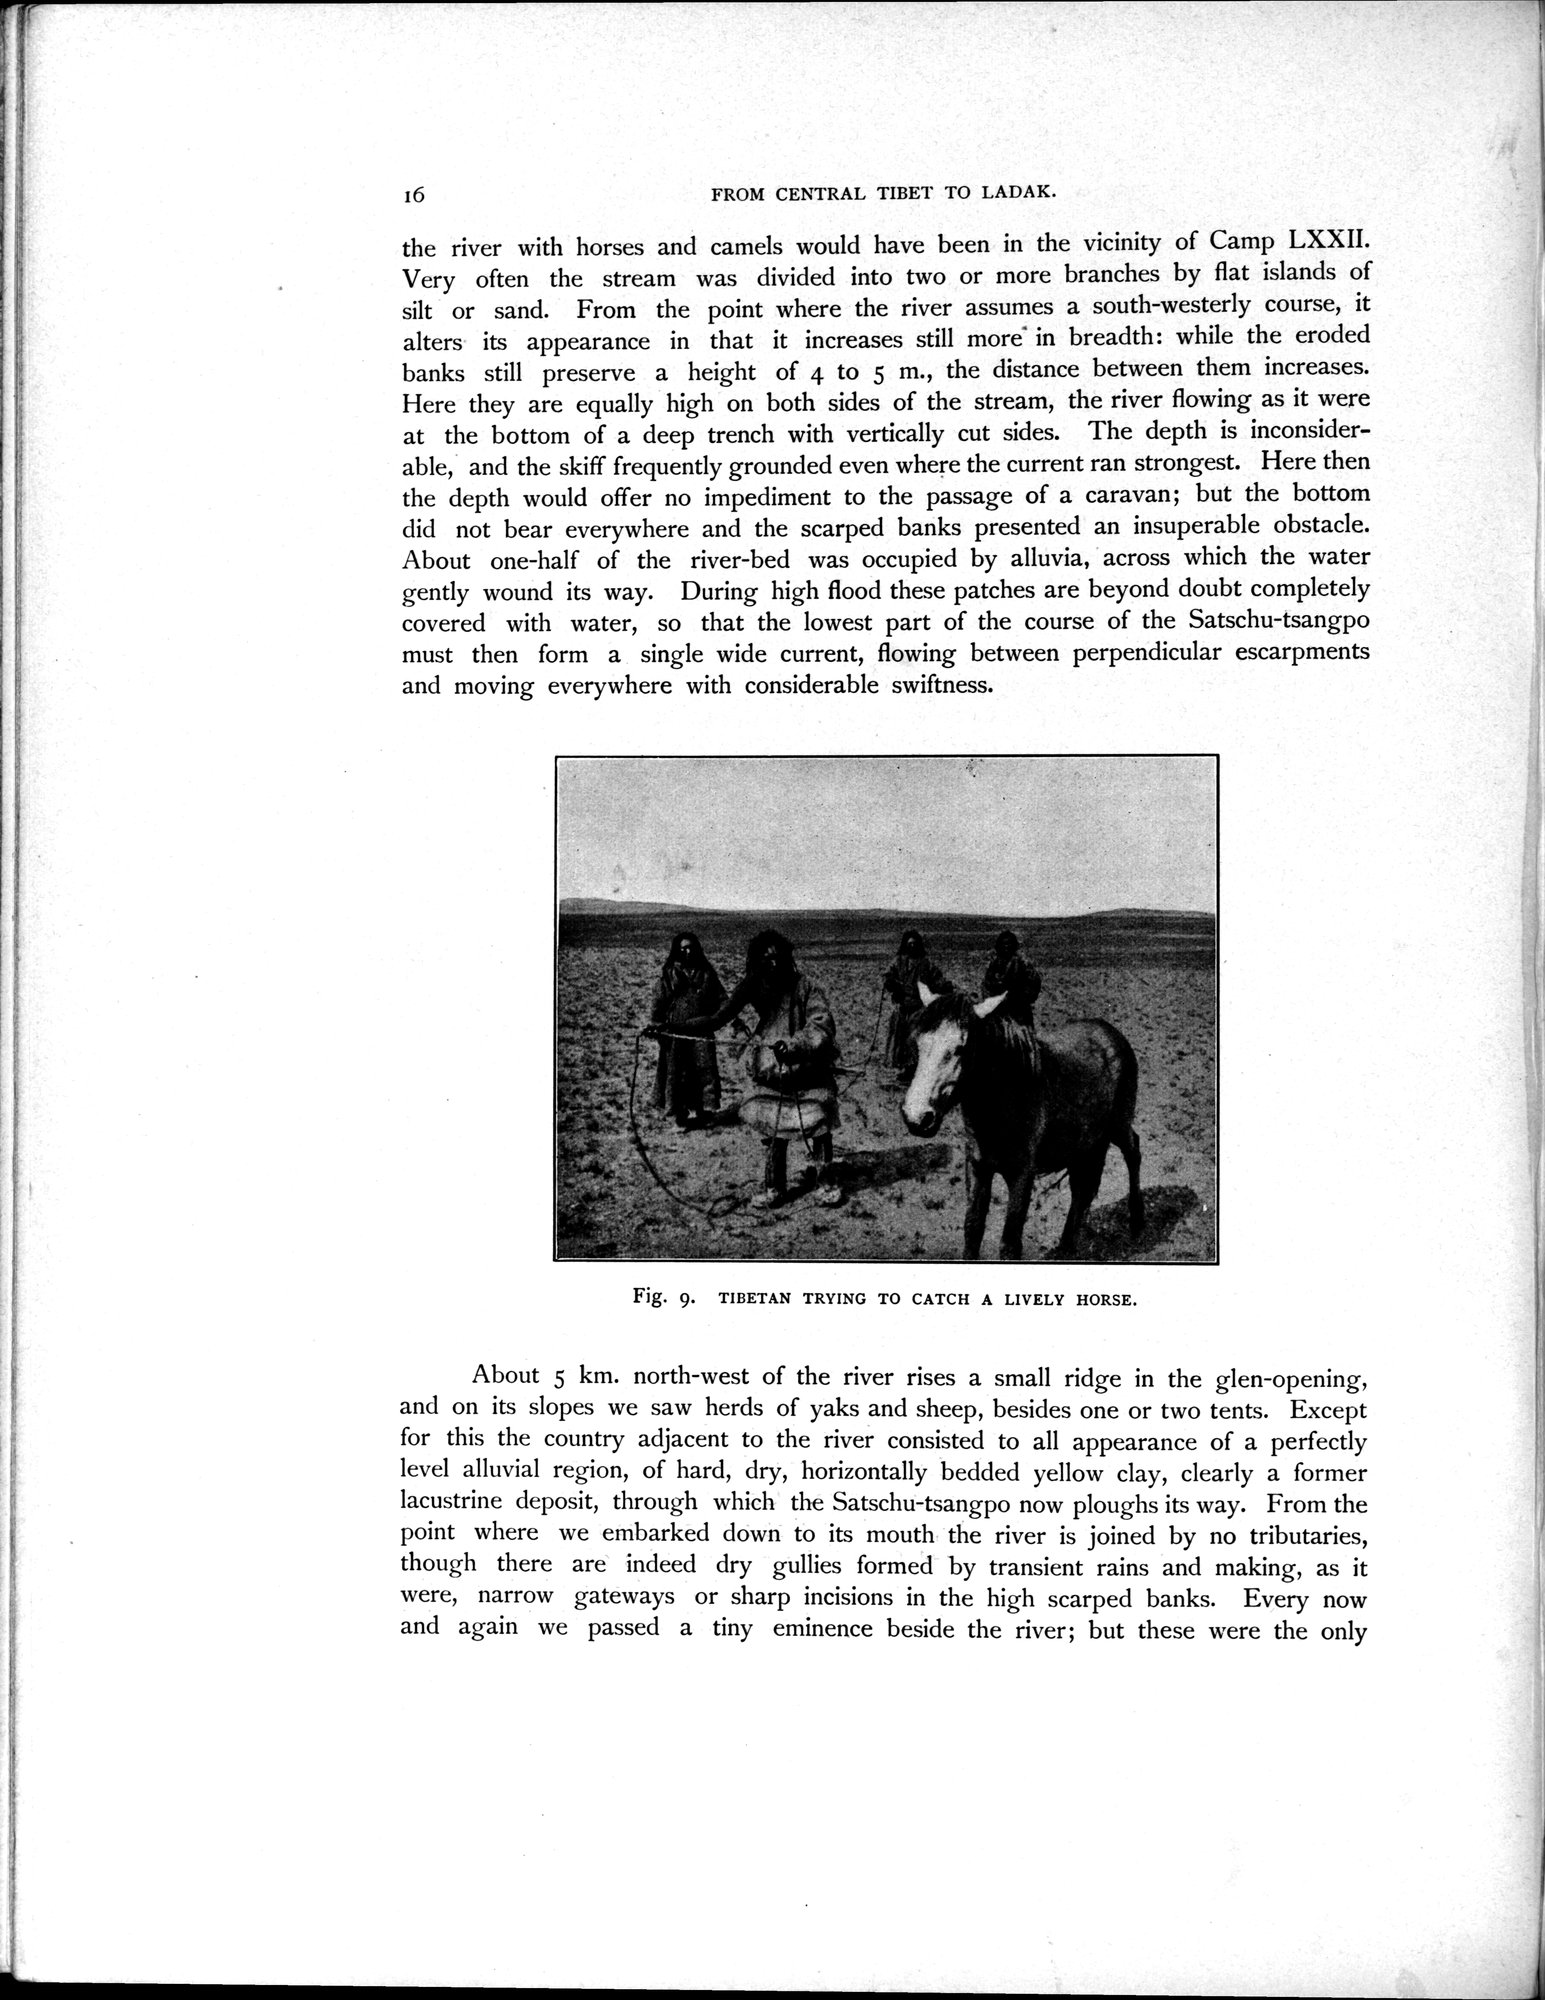 16
FROM CENTRAL TIBET TO LADAK.
the river with horses and camels would have been in the vicinity of Camp LXXII.
Very often the stream was divided into two or more branches by flat islands of
silt or sand. From the point where the river assumes a south-westerly course, it
alters its appearance in that it increases still more in breadth: while the eroded
banks still preserve a height of 4 to 5 m., the distance between them increases.
Here they are equally high on both sides of the stream, the river flowing as it were
at the bottom of a deep trench with vertically cut sides. The depth is inconsider-
able, and the skiff frequently grounded even where the current ran strongest. Here then
the depth would offer no impediment to the passage of a caravan; but the bottom
did not bear everywhere and the scarped banks presented an insuperable obstacle.
About one-half of the river-bed was occupied by alluvia, across which the water
gently wound its way. During high flood these patches are beyond doubt completely
covered with water, so that the lowest part of the course of the Satschu-tsangpo
must then form a single wide current, flowing between perpendicular escarpments
and moving everywhere with considerable swiftness.
Fig. 9. TIBETAN TRYING TO CATCH A LIVELY HORSE.
About 5 km. north-west of the river rises a small ridge in the glen-opening,
and on its slopes we saw herds of yaks and sheep, besides one or two tents. Except
for this the country adjacent to the river consisted to all appearance of a perfectly
level alluvial region, of hard, dry, horizontally bedded yellow clay, clearly a former
lacustrine deposit, through which the Satschu-tsangpo now ploughs its way. From the
point where we embarked down to its mouth the river is joined by no tributaries,
though there are indeed dry gullies formed by transient rains and making, as it
were, narrow gateways or sharp incisions in the high scarped banks. Every now
and again we passed a tiny eminence beside the river; but these were the only